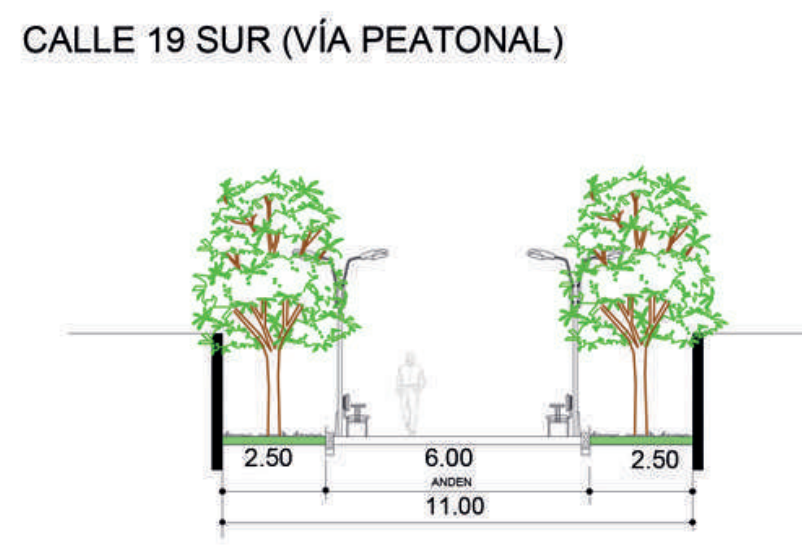 CALLE 19 SUR (VÍA PEATONAL)
2.50 6.00 2.50
ANDEN
11.00